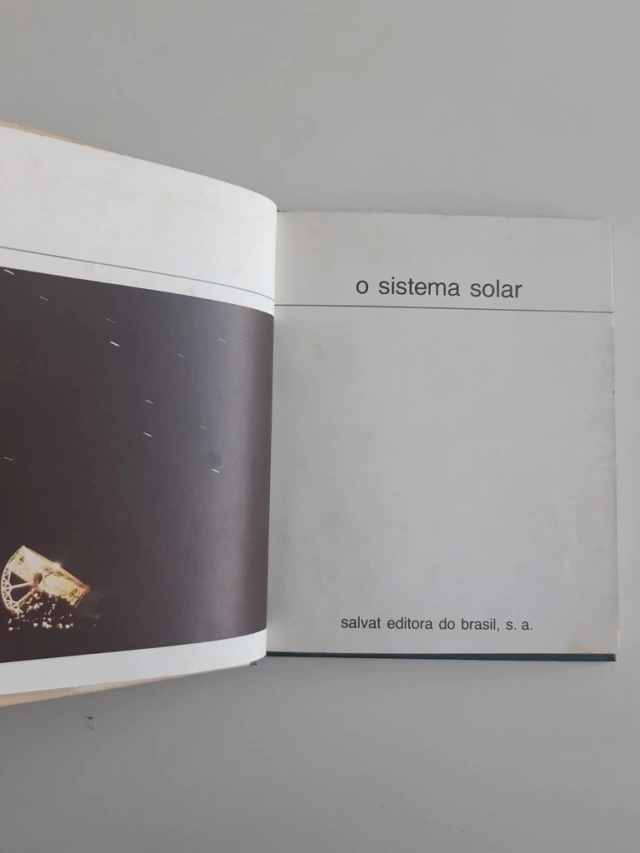 o sistema solar
salvat editora do brasil, s. a.